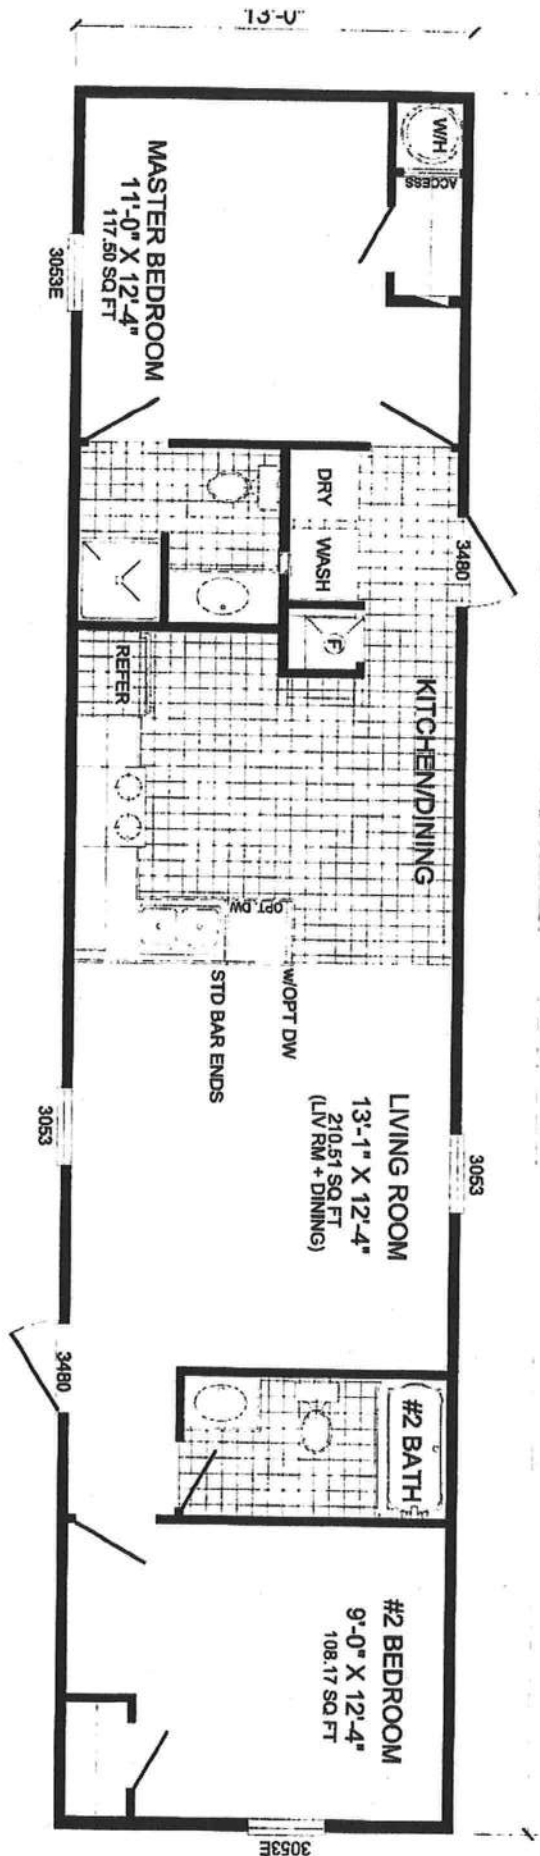 13'-0"
W/H
ACCESS
MASTER BEDROOM
11'-0" X 12'-4"
117.50 SQ FT
3053E
DRY
WASH
3480
F
REFER
KITCHEN/DINING
OPT. DW
w/OPT DW
STD BAR ENDS
LIVING ROOM
13'-1" X 12'-4"
210.51 SQ FT
(LIV RM + DINING)
3053
3053
3480
#2 BATH
#2 BEDROOM
9'-0" X 12'-4"
108.17 SQ FT
3053E